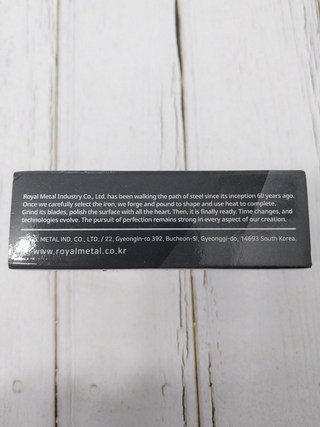 Royal Metal Industry Co., Ltd. has been walking the path of steel since its inception 60 years ago.
Once we carefully select the iron, we forge and pound to shape and use heat to complete.
Grind its blades, polish the surface with all the heart. Then, it is finally ready. Time changes, and
technologies evolve. The pursuit of perfection remains strong in every aspect of our creation.
METAL IND. CO., LTD. / 22, Gyeongin-ro 392, Bucheon-Si, Gyeonggi-do, 14693 South Korea.
www.royalmetal.co.kr